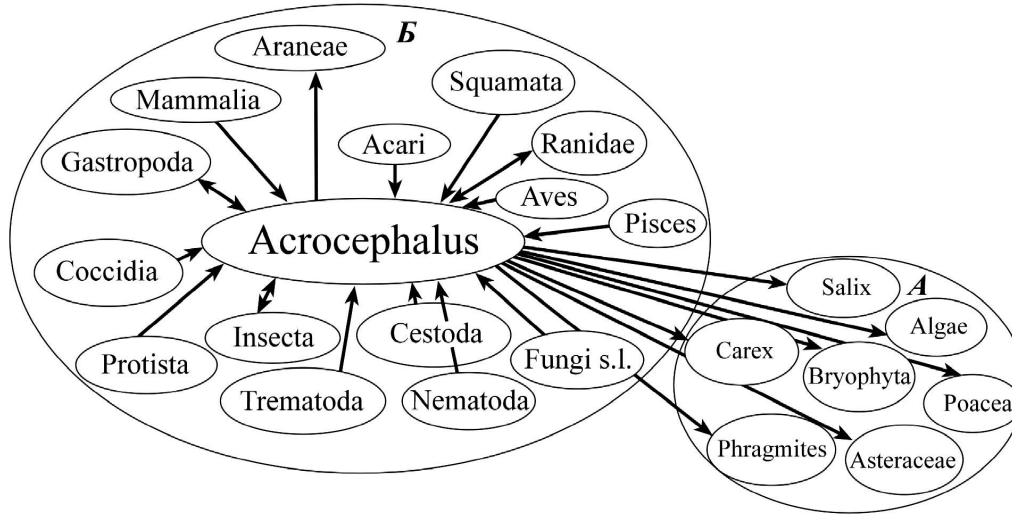 Б
Araneae
Squamata
Mammalia
Acari
Ranidae
Gastropoda
Aves
Pisces
Acrocephalus
Coccidia
Salix
А
Algae
Insecta
Cestoda
Carex
Protista
Fungi s.l.
Bryophyta
Trematoda
Nematoda
Poacea
Phragmites
Asteraceae